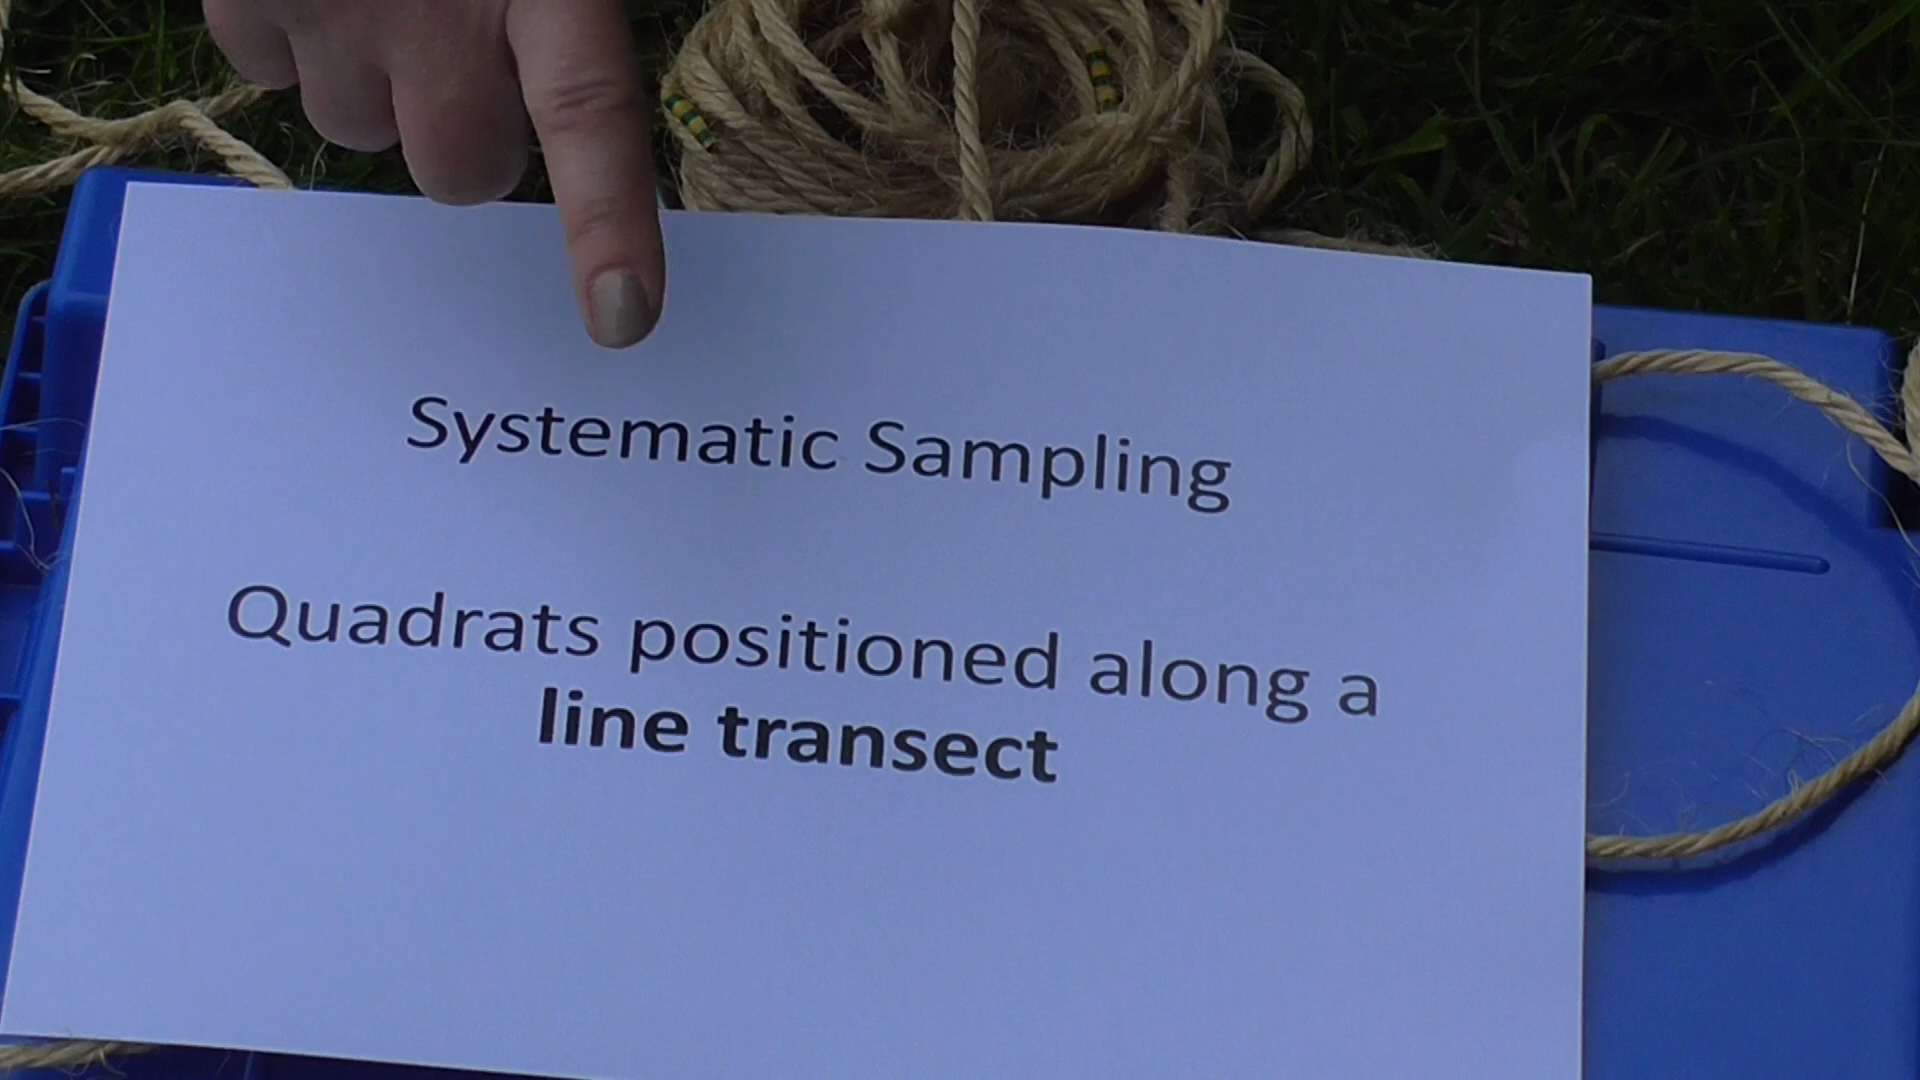 Systematic Sampling
Quadrats positioned along a
line transect